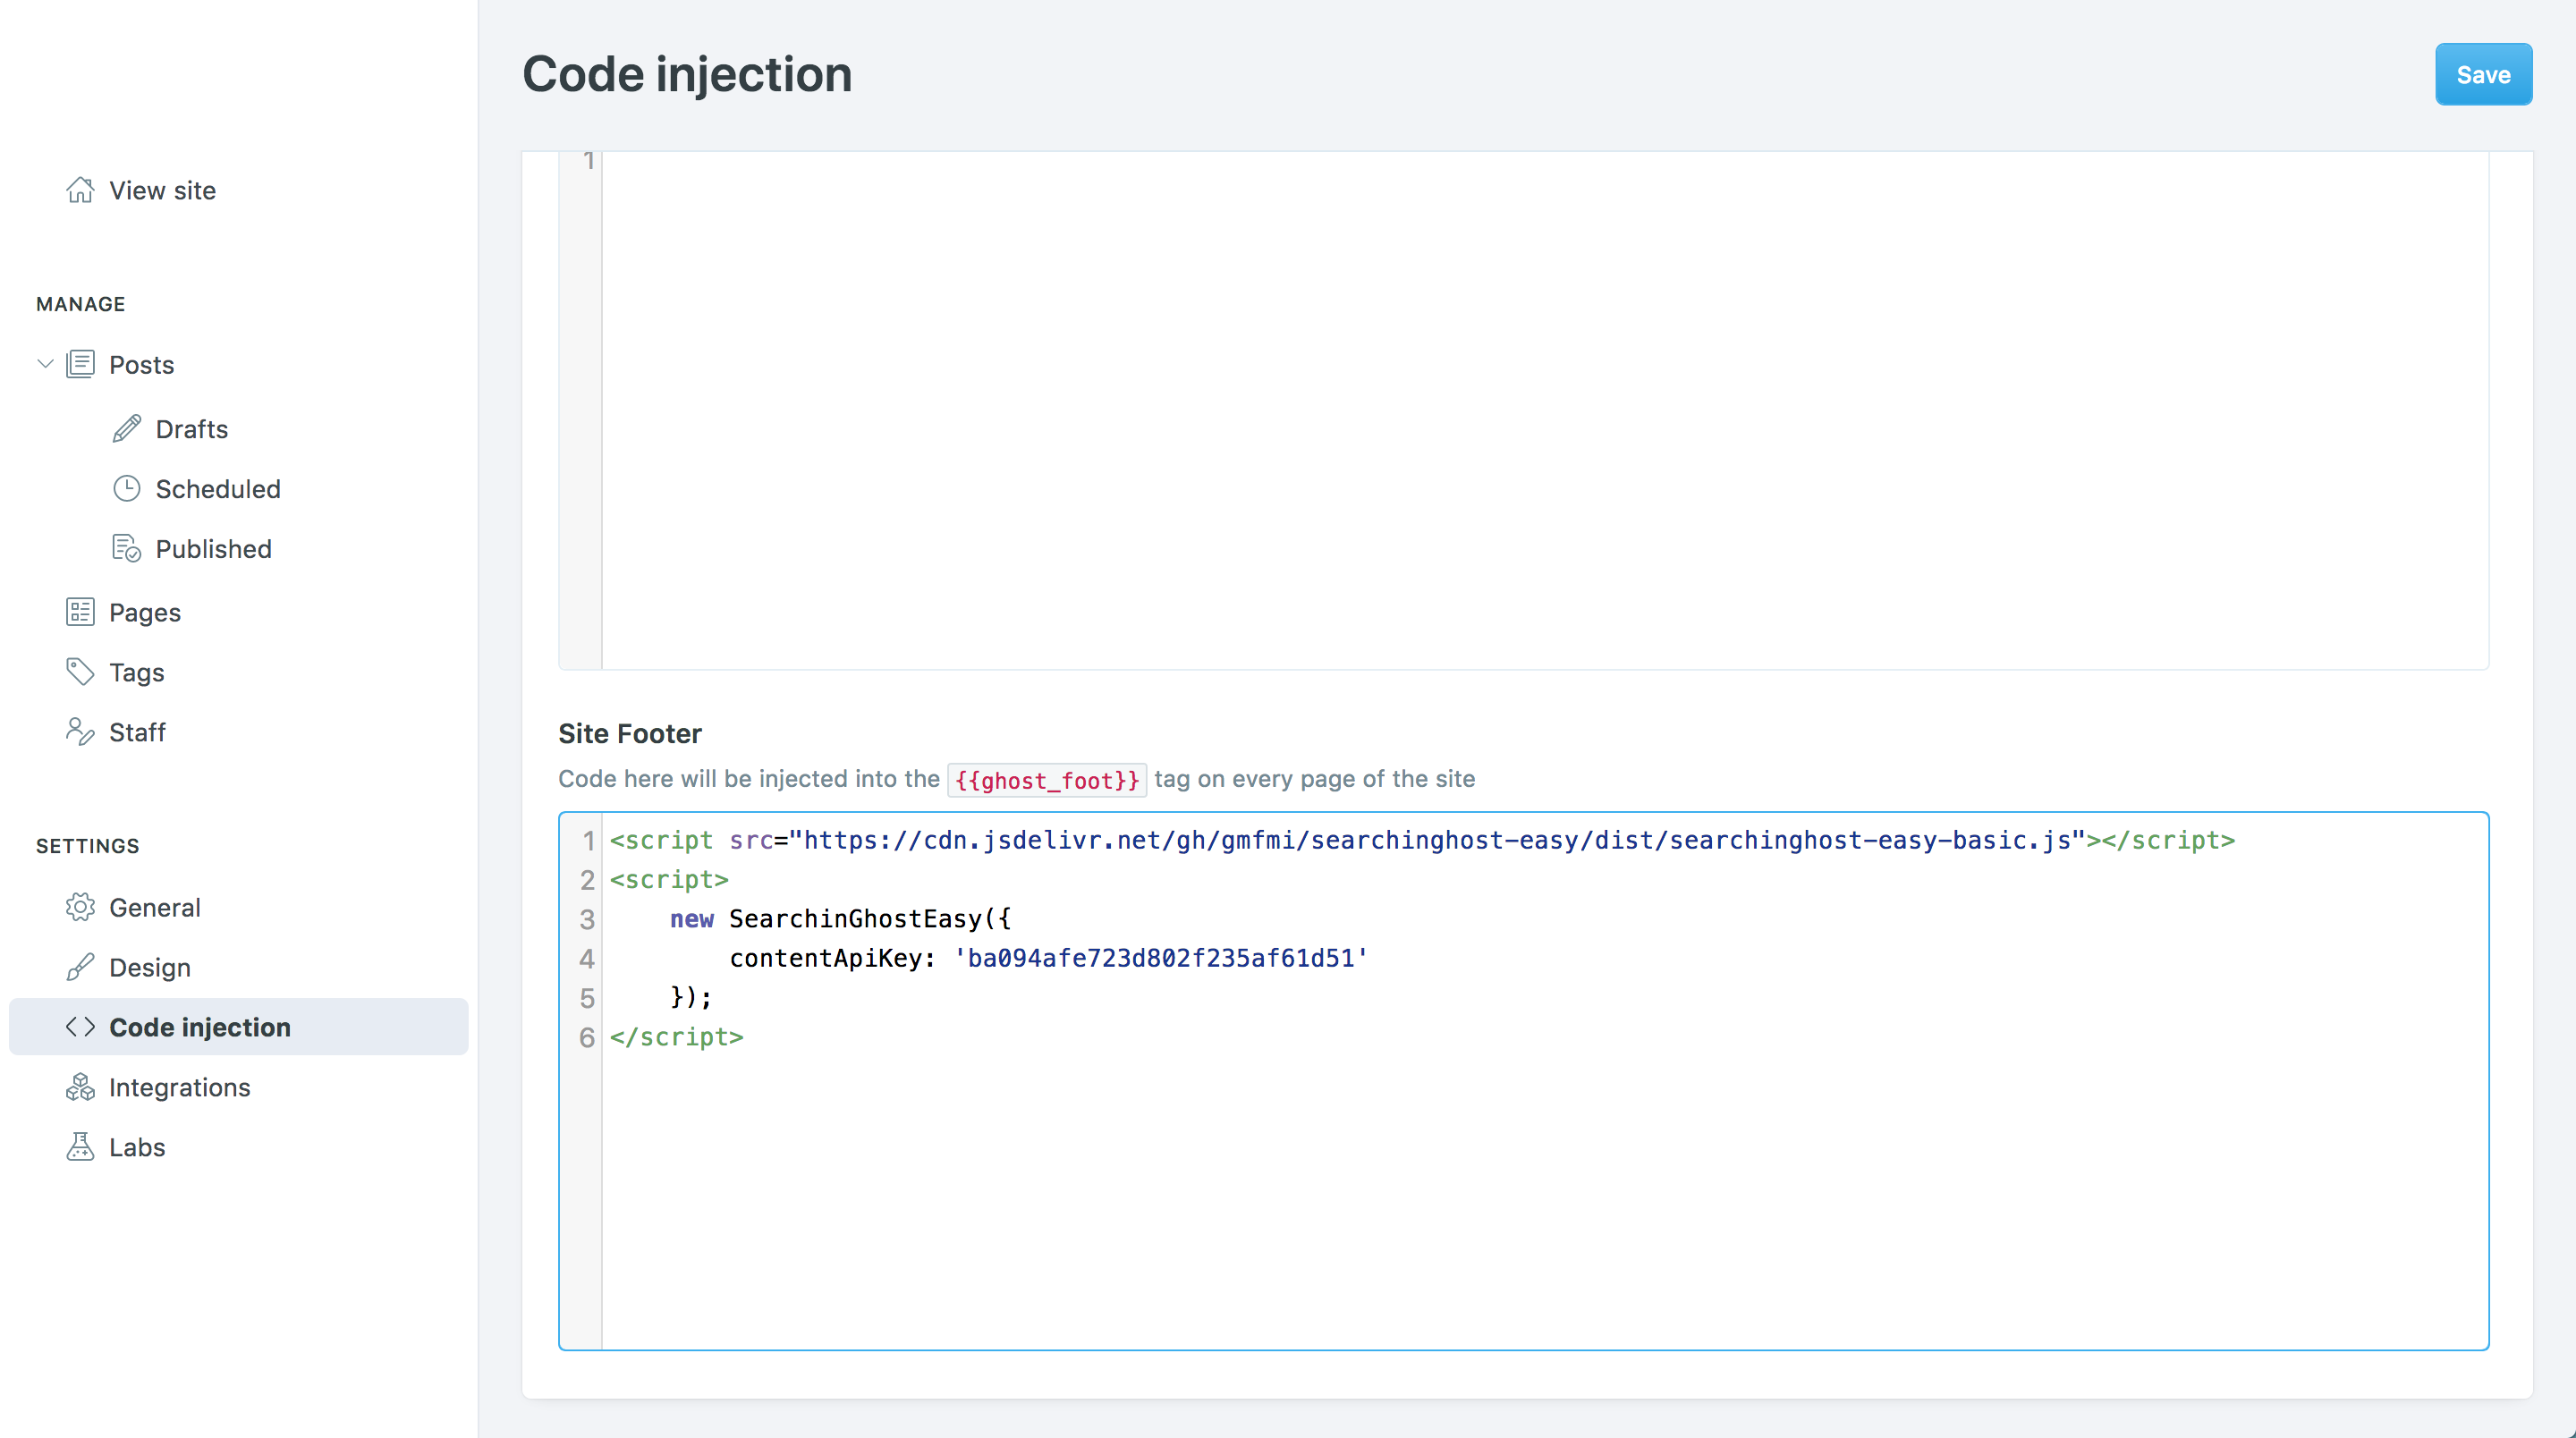 Code injection
Save
View site
MANAGE
Posts
Drafts
Scheduled
Published
Pages
Tags
Staff
SETTINGS
General
Design
Code injection
Integrations
Labs
1
Site Footer
Code here will be injected into the {{ghost_foot}} tag on every page of the site
1 <script src="https://cdn.jsdelivr.net/gh/gmfmi/searchinghost-easy/dist/searchinghost-easy-basic.js"></script>
2 <script>
3     new SearchinGhostEasy({
4         contentApiKey: 'ba094afe723d802f235af61d51'
5     });
6 </script>